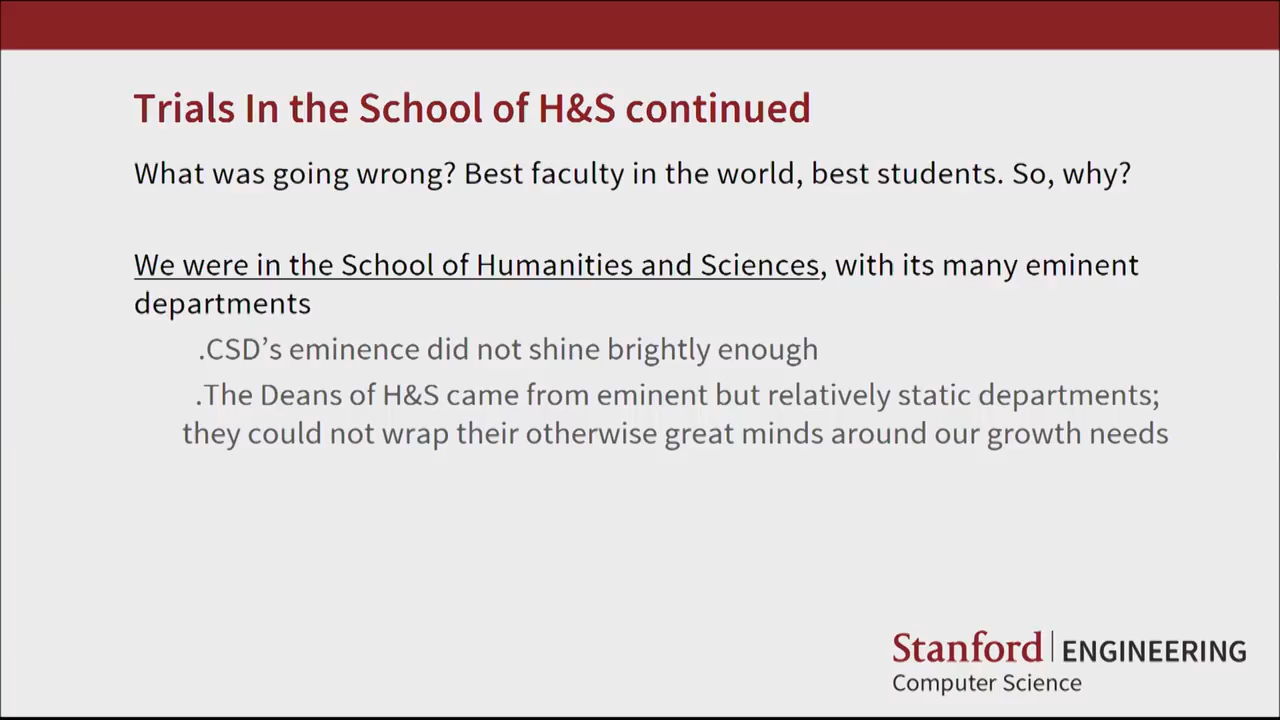 Trials In the School of H&S continued
What was going wrong? Best faculty in the world, best students. So, why?
We were in the School of Humanities and Sciences, with its many eminent
departments
.CSD’s eminence did not shine brightly enough
.The Deans of H&S came from eminent but relatively static departments;
they could not wrap their otherwise great minds around our growth needs
Stanford | ENGINEERING
Computer Science